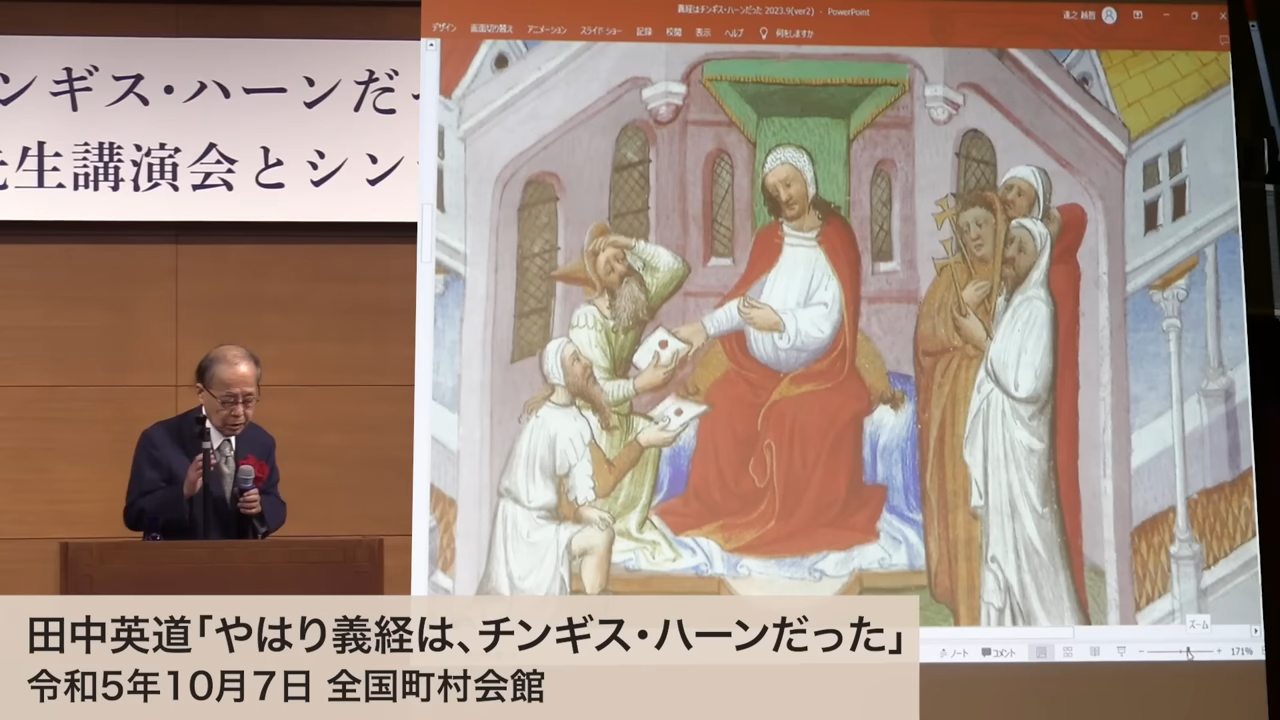 義経はチンギス・ハーンだった 2023.9(ver2) - PowerPoint
デザイン 画面切り替え アニメーション スライド ショー 記録 校閲 表示 ヘルプ 何をしますか
ンギス・ハーンだ
生講演会とシン
ズーム
ノート コメント 171%
田中英道「やはり義経は、チンギス・ハーンだった」
令和5年10月7日 全国町村会館